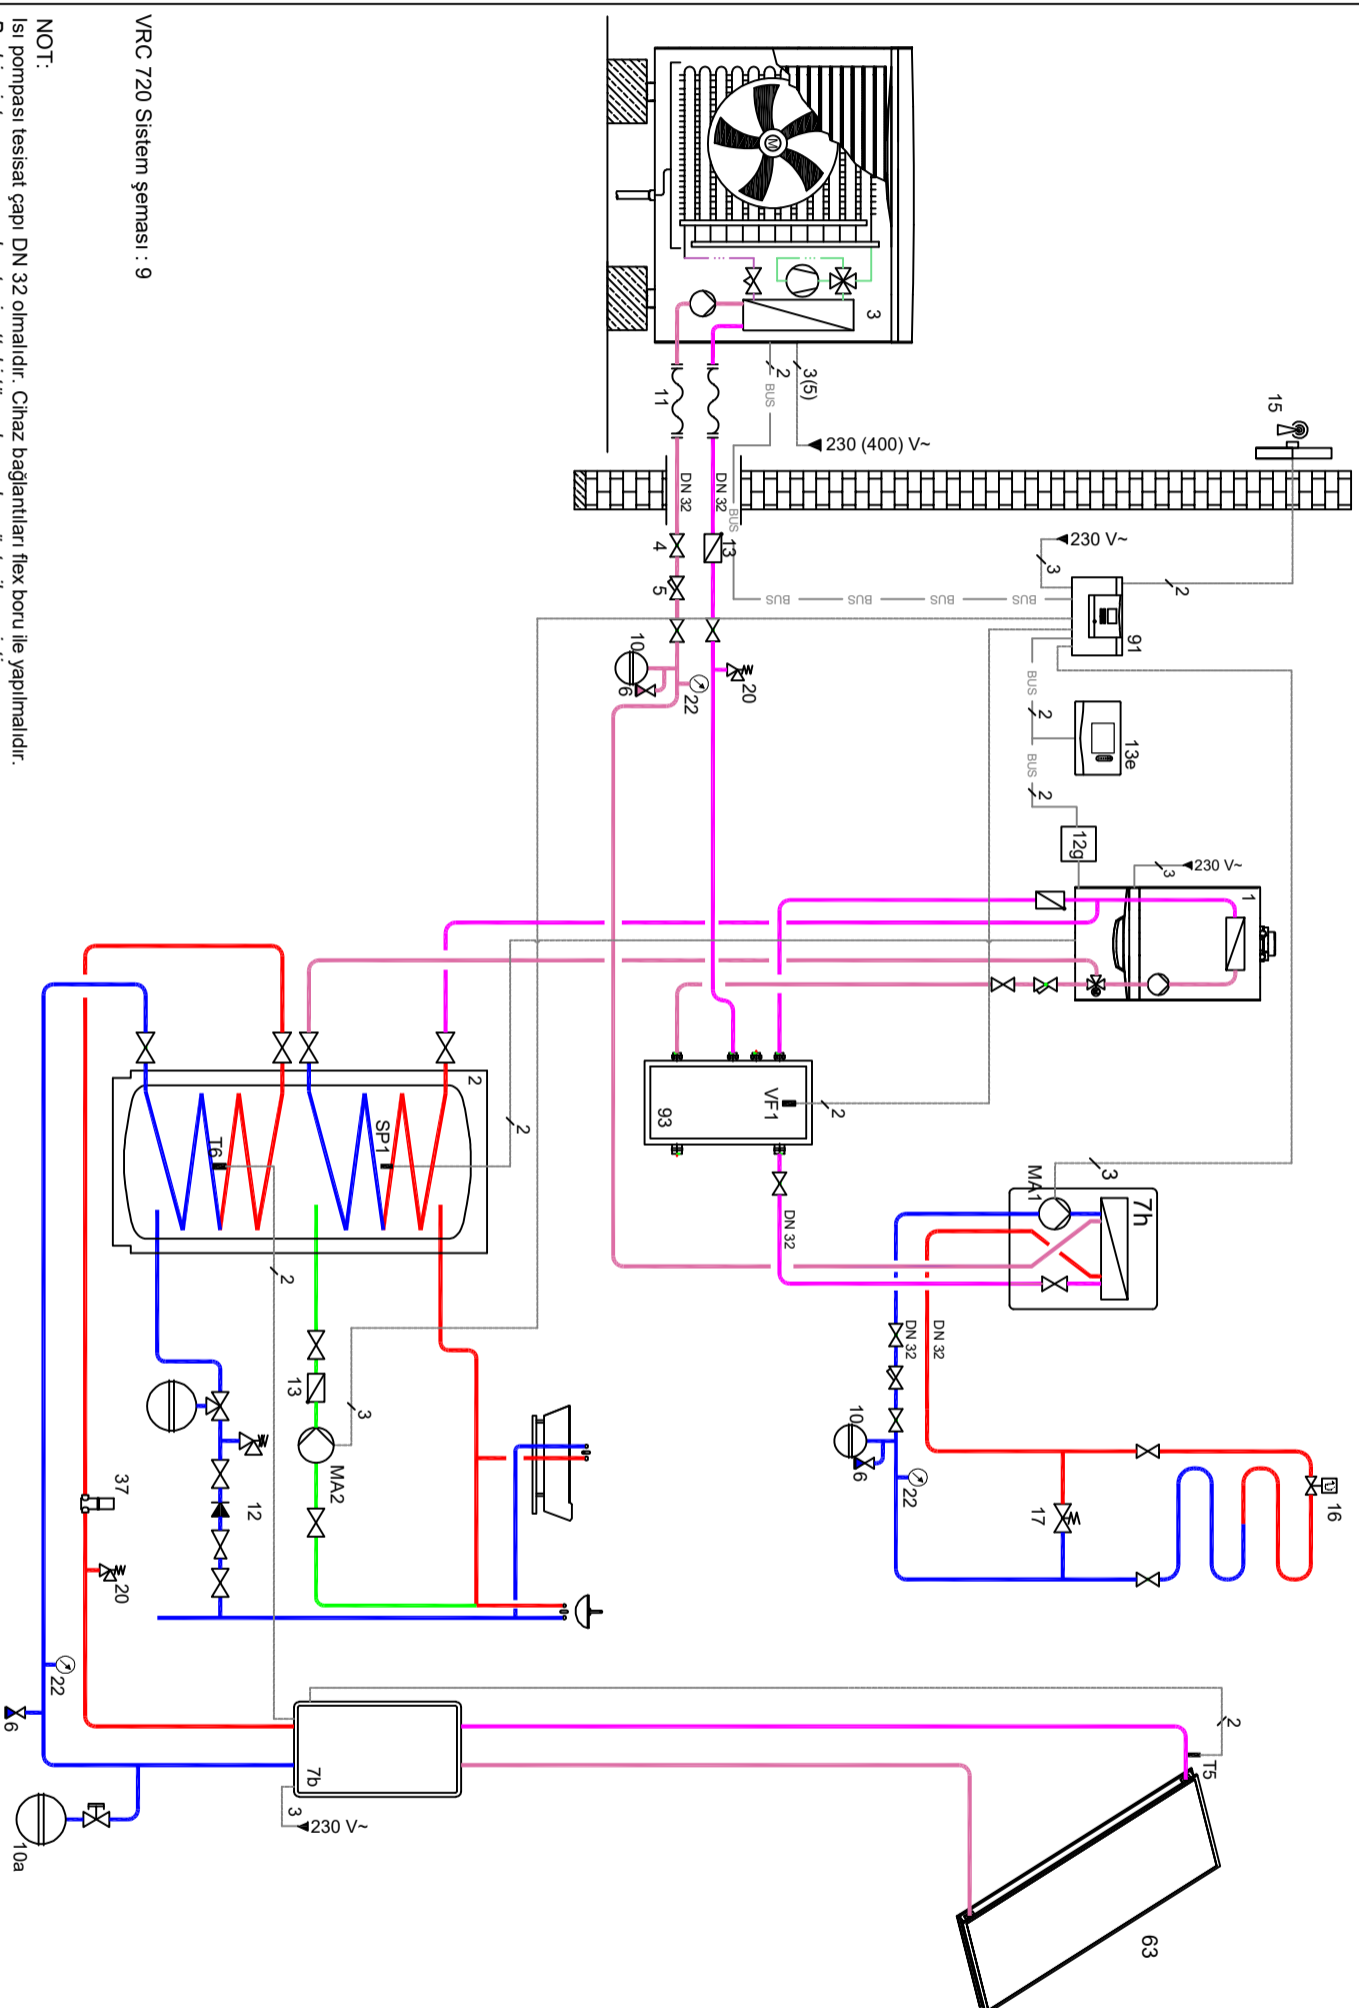 VRC 720 Sistem şeması : 9
NOT:
Isı pompası tesisat çapı DN 32 olmalıdır. Cihaz bağlantıları flex boru ile yapılmalıdır.
15
3
3(5)
2
BUS
230 (400) V~
11
DN 32
DN 32
BUS
4
5
13
10
6
22
20
230 V~
3
2
91
BUS
BUS
BUS
BUS
BUS
2
13e
BUS
2
12g
230 V~
3
1
VF1
2
93
DN 32
3
MA1
7h
DN 32
DN 32
10
6
22
17
16
2
SP1
T6
2
2
13
3
MA2
12
37
20
22
6
10a
7b
3
230 V~
2
T5
63
M